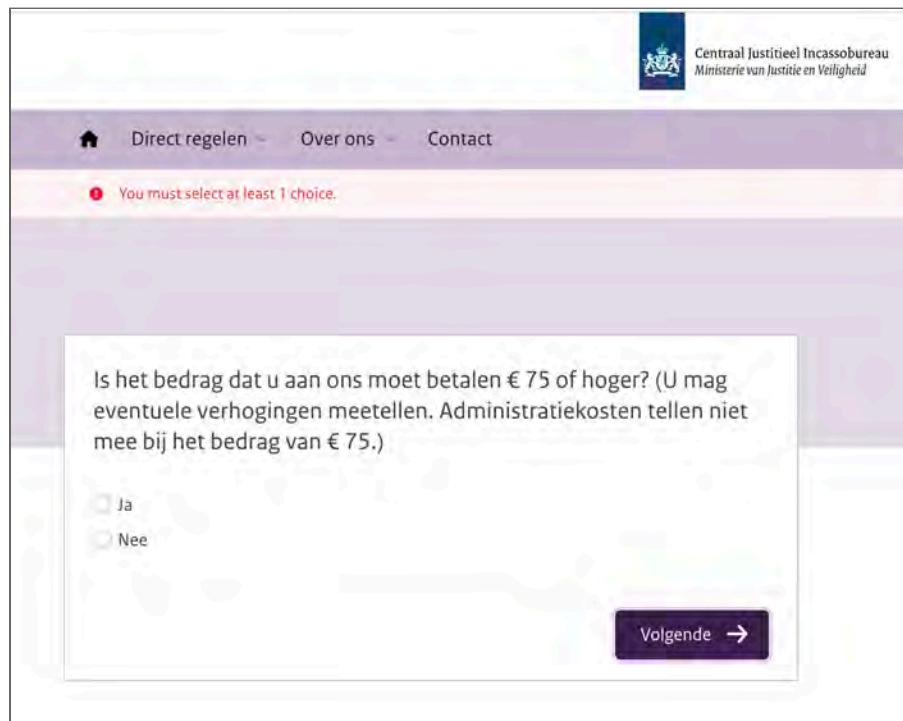 Centraal Justitieel Incassobureau
Ministerie van Justitie en Veiligheid
Direct regelen
Over ons
Contact
You must select at least 1 choice.
Is het bedrag dat u aan ons moet betalen € 75 of hoger? (U mag
eventuele verhogingen meetellen. Administratiekosten tellen niet
mee bij het bedrag van € 75.)
Ja
Nee
Volgende